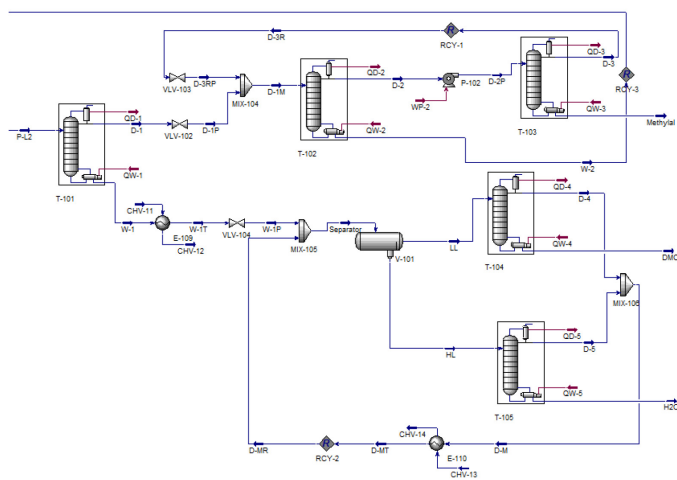 D-3R
RCY-1
QD-3
D-3
RCY-3
VLV-103
D-3RP
MIX-104
D-1M
QD-2
D-2
P-102
D-2P
QW-3
T-103
Methylal
WP-2
QD-1
P-L2
D-1
VLV-102
D-1P
QW-2
T-102
W-2
QW-1
T-101
QD-4
D-4
CHV-11
W-1
E-109
W-1T
VLV-104
W-1P
MIX-105
Separator
V-101
LL
QW-4
T-104
DMC
CHV-12
MIX-106
QD-5
D-5
HL
QW-5
T-105
H2O
CHV-14
D-MR
RCY-2
D-MT
E-110
D-M
CHV-13